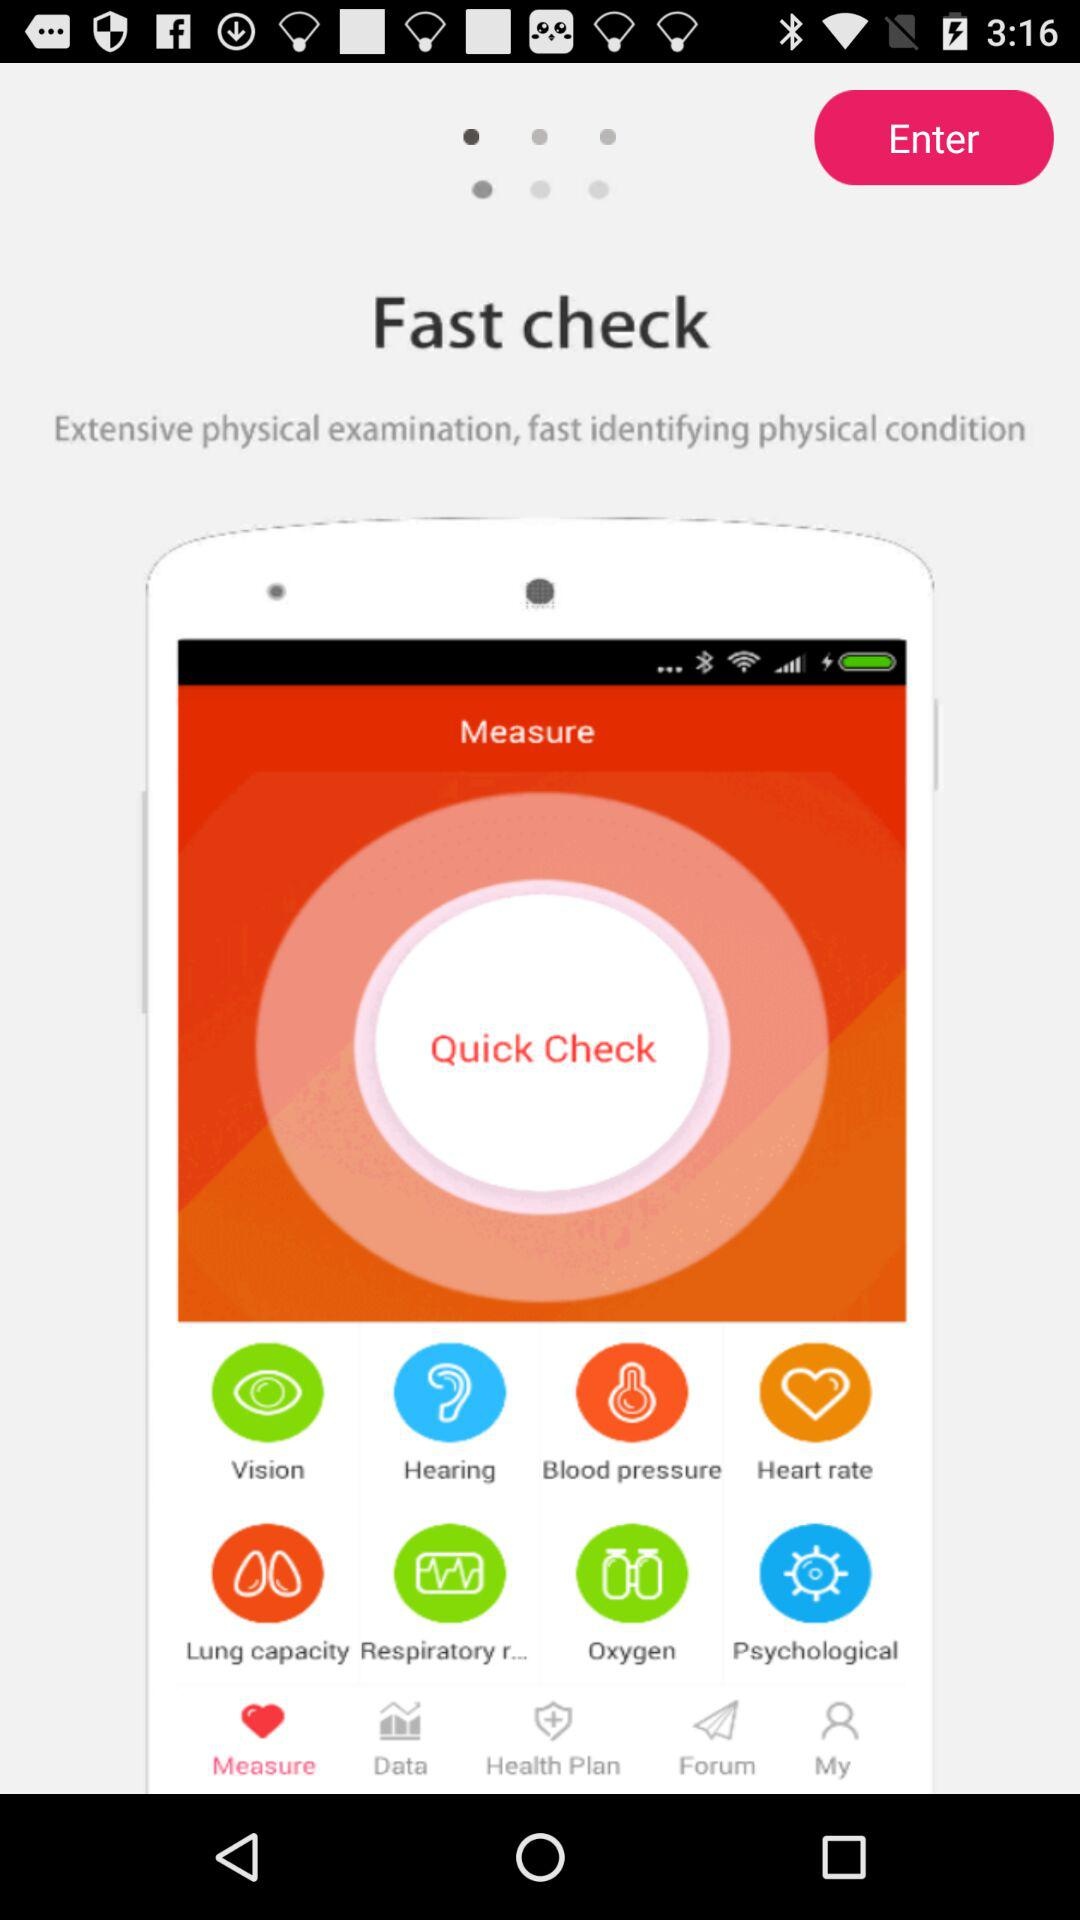 3:16
Enter
Fast check
Extensive physical examination, fast identifying physical condition
Measure
Quick Check
Vision Hearing Blood pressure Heart rate
Lung capacity Respiratory r... Oxygen Psychological
Measure Data Health Plan Forum My